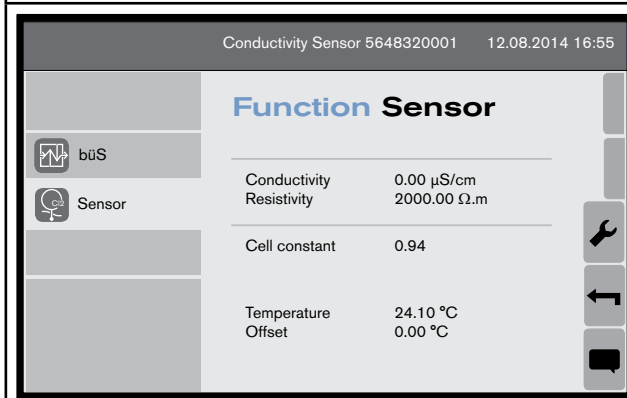 Conductivity Sensor 5648320001 12.08.2014 16:55
Function Sensor
büS
Cl2 Sensor
Conductivity 0.00 µS/cm
Resistivity 2000.00 Ω.m
Cell constant 0.94
Temperature 24.10 °C
Offset 0.00 °C